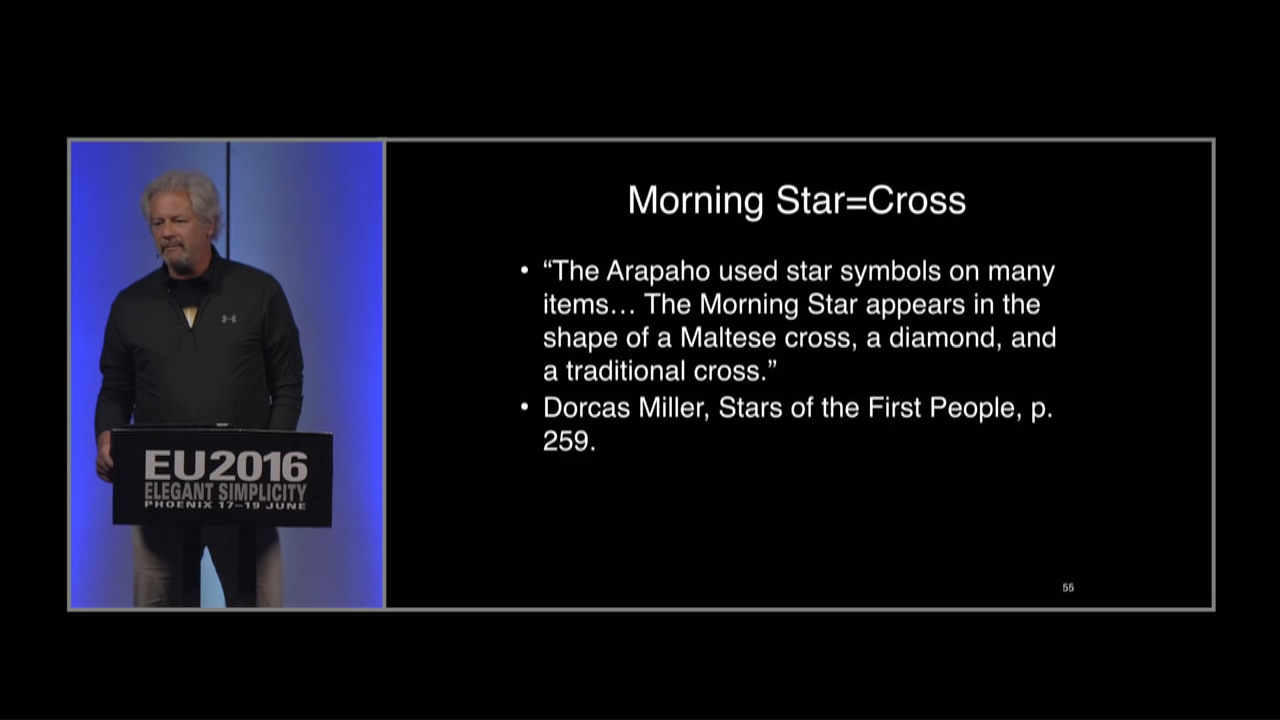 Morning Star=Cross
• “The Arapaho used star symbols on many
items… The Morning Star appears in the
shape of a Maltese cross, a diamond, and
a traditional cross.”
• Dorcas Miller, Stars of the First People, p.
259.
55
EU2016
ELEGANT SIMPLICITY
PHOENIX 17–19 JUNE